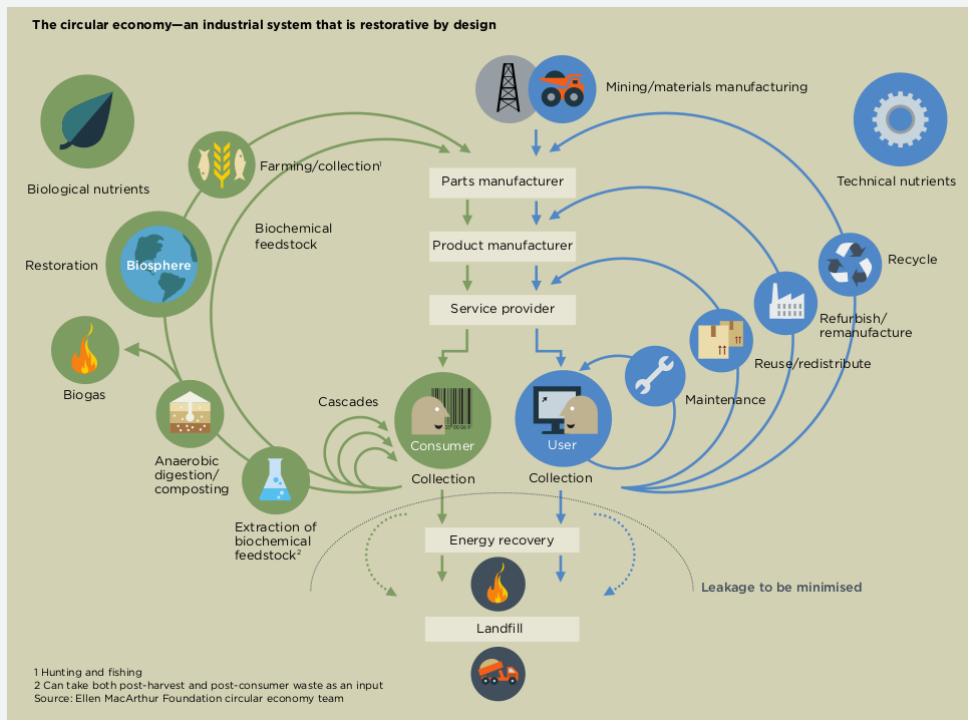 The circular economy—an industrial system that is restorative by design
Mining/materials manufacturing
Biological nutrients
Farming/collection¹
Parts manufacturer
Technical nutrients
Biochemical
feedstock
Product manufacturer
Restoration
Biosphere
Recycle
Service provider
Refurbish/
remanufacture
Reuse/redistribute
Biogas
Cascades
Maintenance
Consumer
User
Anaerobic
digestion/
composting
Collection
Collection
Extraction of
biochemical
feedstock²
Energy recovery
Leakage to be minimised
Landfill
1 Hunting and fishing
2 Can take both post-harvest and post-consumer waste as an input
Source: Ellen MacArthur Foundation circular economy team